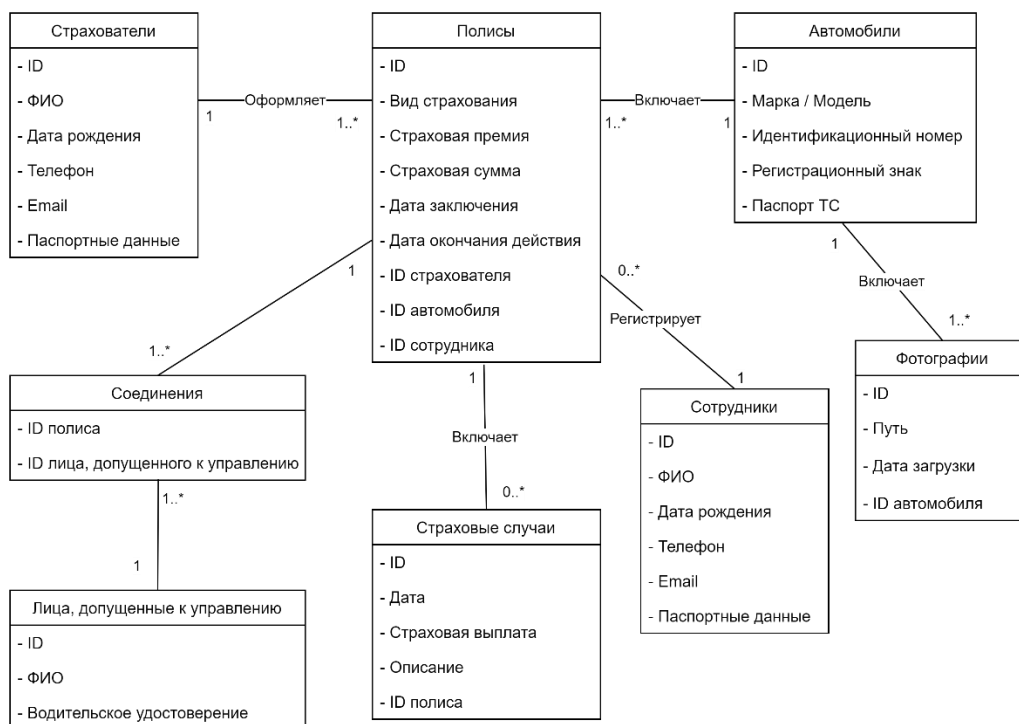 Страхователи
- ID
- ФИО
- Дата рождения
- Телефон
- Email
- Паспортные данные
Оформляет
1
1..*
Полисы
- ID
- Вид страхования
- Страховая премия
- Страховая сумма
- Дата заключения
- Дата окончания действия
- ID страхователя
- ID автомобиля
- ID сотрудника
Включает
1..*
1
Автомобили
- ID
- Марка / Модель
- Идентификационный номер
- Регистрационный знак
- Паспорт ТС
1
Включает
1..*
Фотографии
- ID
- Путь
- Дата загрузки
- ID автомобиля
0..*
Регистрирует
1
Сотрудники
- ID
- ФИО
- Дата рождения
- Телефон
- Email
- Паспортные данные
1
1..*
Соединения
- ID полиса
- ID лица, допущенного к управлению
1..*
1
Лица, допущенные к управлению
- ID
- ФИО
- Водительское удостоверение
1
Включает
0..*
Страховые случаи
- ID
- Дата
- Страховая выплата
- Описание
- ID полиса